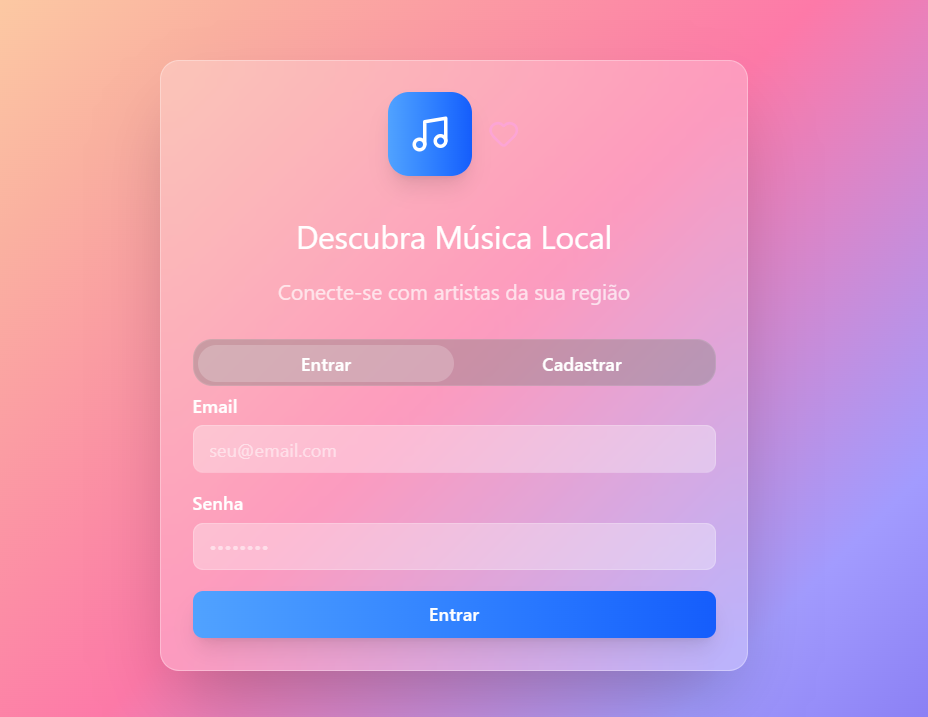 Descubra Música Local
Conecte-se com artistas da sua região
Entrar Cadastrar
Email
seu@email.com
Senha
••••••••
Entrar